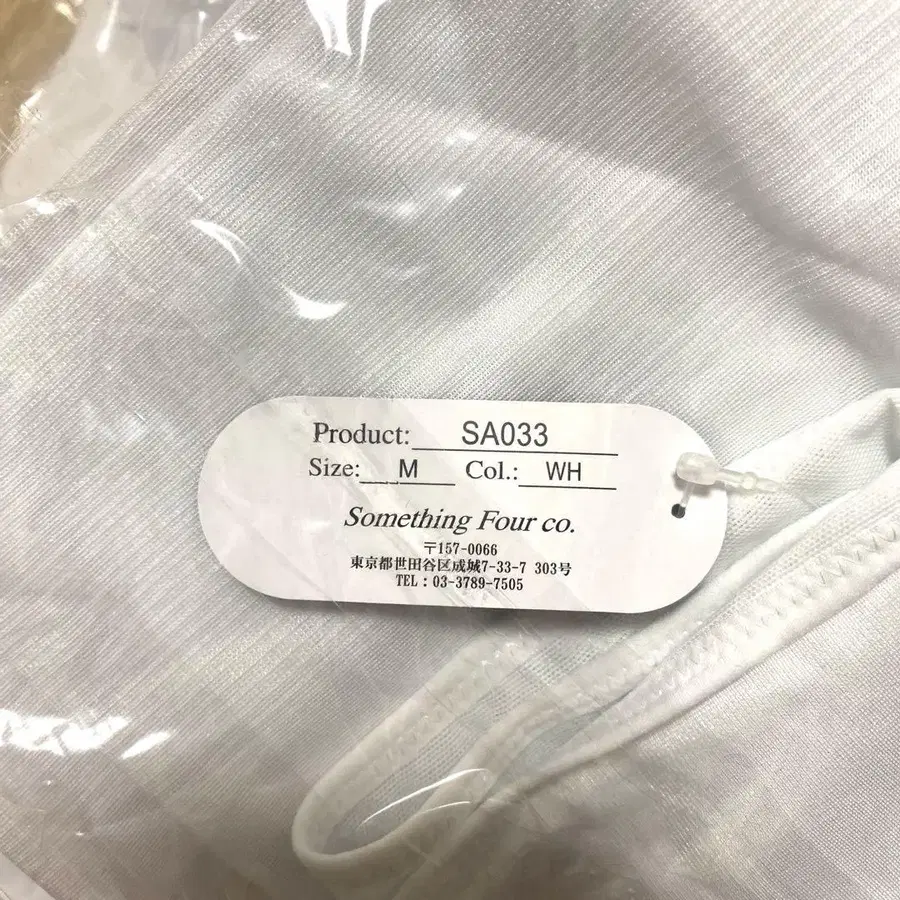 Product: SA033
Size: M Col.: WH
Something Four co.
〒157-0066
東京都世田谷区成城7-33-7 303号
TEL：03-3789-7505